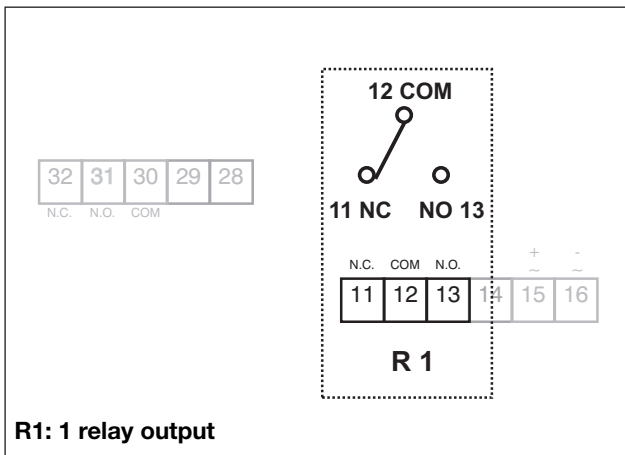 12 COM
11 NC NO 13
32 31 30 29 28
N.C. N.O. COM
+ -
N.C. COM N.O. ~ ~
11 12 13 14 15 16
R 1
R1: 1 relay output